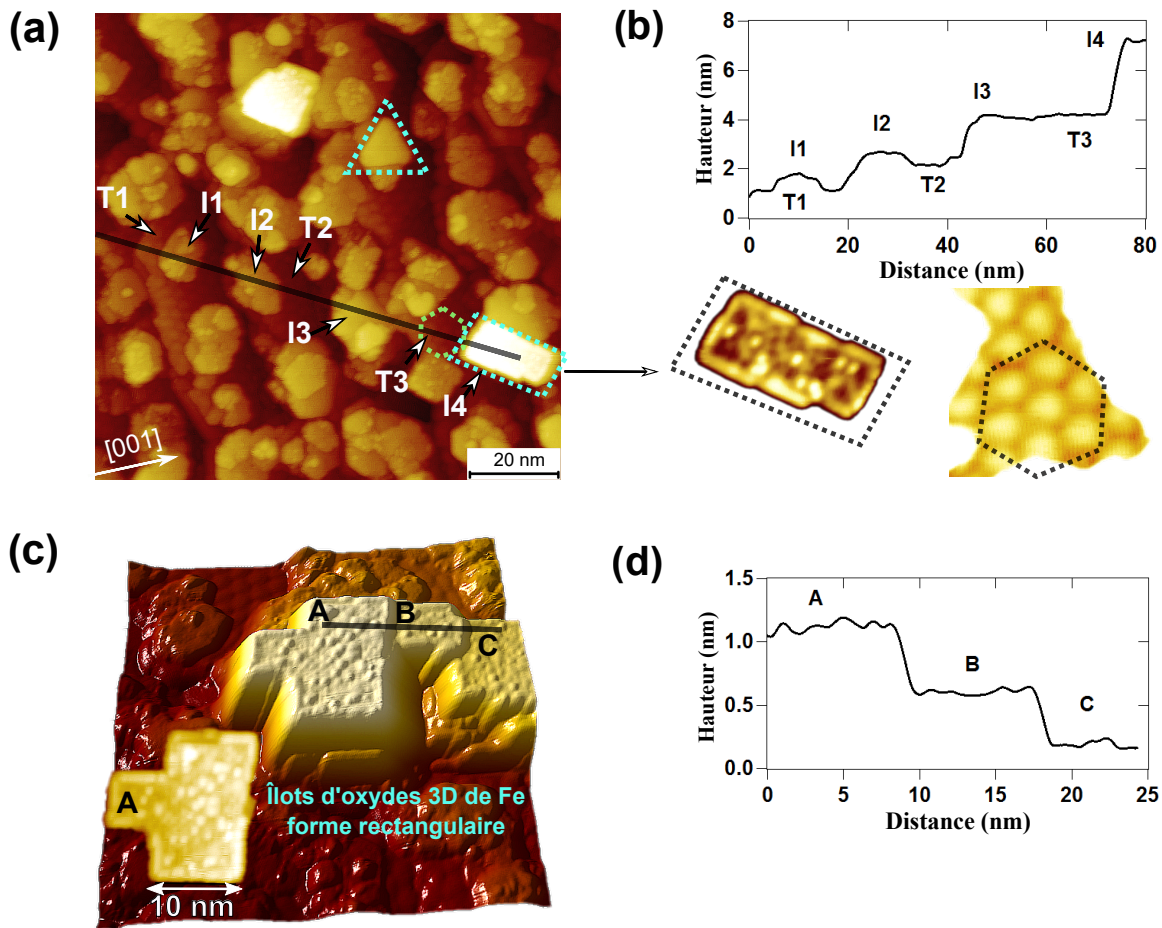 (a)
T1
I1
I2
T2
I3
T3
I4
[001]
20 nm
(b)
Hauteur (nm)
8
6
4
2
0
I1
T1
I2
T2
I3
T3
I4
0 20 40 60 80
Distance (nm)
(c)
A
B
C
A
Îlots d'oxydes 3D de Fe
forme rectangulaire
10 nm
(d)
Hauteur (nm)
1.5
1.0
0.5
0.0
A
B
C
0 5 10 15 20 25
Distance (nm)